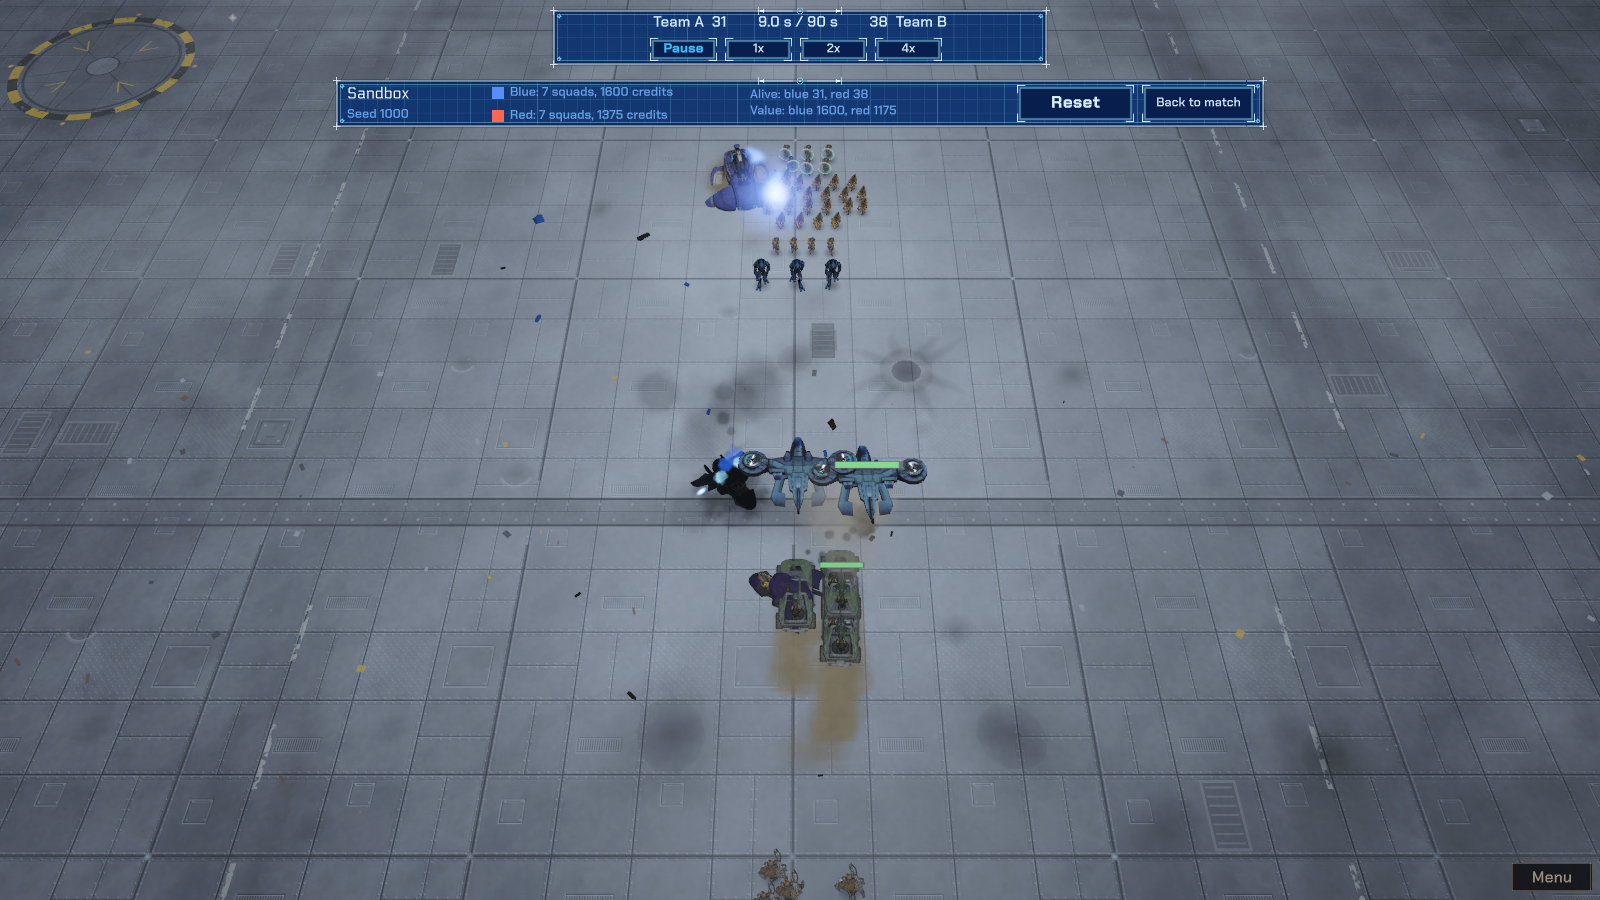 Team A 31 9.0 s / 90 s 38 Team B
Pause 1x 2x 4x
Sandbox
Seed 1000
Blue: 7 squads, 1600 credits
Red: 7 squads, 1375 credits
Alive: blue 31, red 38
Value: blue 1600, red 1175
Reset
Back to match
Menu